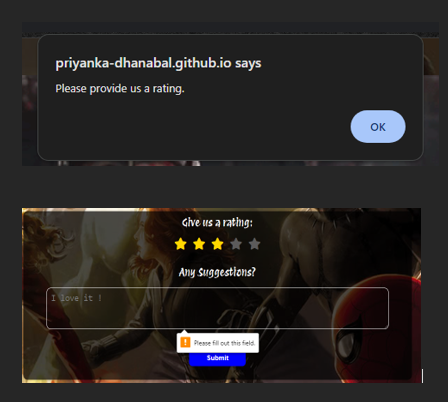 priyanka-dhanabal.github.io says
Please provide us a rating.
OK
Give us a rating:
Any Suggestions?
I love it !
Please fill out this field.
Submit